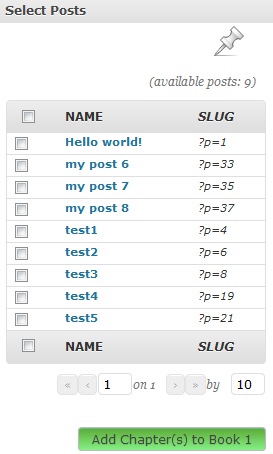 Select Posts
(available posts: 9)
NAME SLUG
Hello world! ?p=1
my post 6 ?p=33
my post 7 ?p=35
my post 8 ?p=37
test1 ?p=4
test2 ?p=6
test3 ?p=8
test4 ?p=19
test5 ?p=21
NAME SLUG
« ‹ 1 on 1 › » by 10
Add Chapter(s) to Book 1